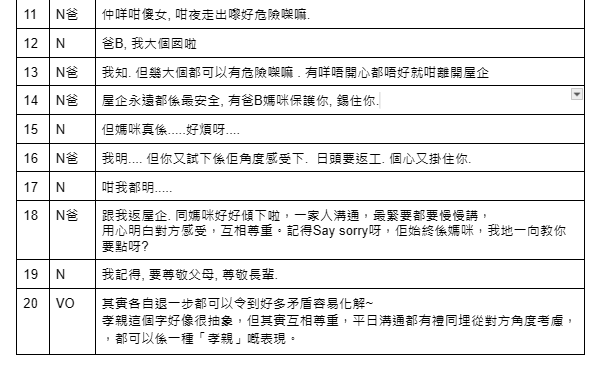 11 N爸 仲咩咁傻女, 咁夜走出嚟好危險㗎嘛.
12 N 爸B, 我大個囡啦
13 N爸 我知. 但幾大個都可以有危險㗎嘛 . 有咩唔開心都唔好就咁離開屋企
14 N爸 屋企永遠都係最安全, 有爸B媽咪保護你, 錫住你.
15 N 但媽咪真係.....好煩呀....
16 N爸 我明.... 但你又試下係佢角度感受下. 日頭要返工. 個心又掛住你.
17 N 咁我都明.....
18 N爸 跟我返屋企. 同媽咪好好傾下啦，一家人溝通，最緊要都要慢慢講，
用心明白對方感受，互相尊重。記得Say sorry呀，佢始終係媽咪，我地一向教你
要點呀?
19 N 我記得, 要尊敬父母, 尊敬長輩.
20 VO 其實各自退一步都可以令到好多矛盾容易化解~
孝親這個字好像很抽象，但其實互相尊重，平日溝通都有禮同埋從對方角度考慮，
，都可以係一種「孝親」嘅表現。